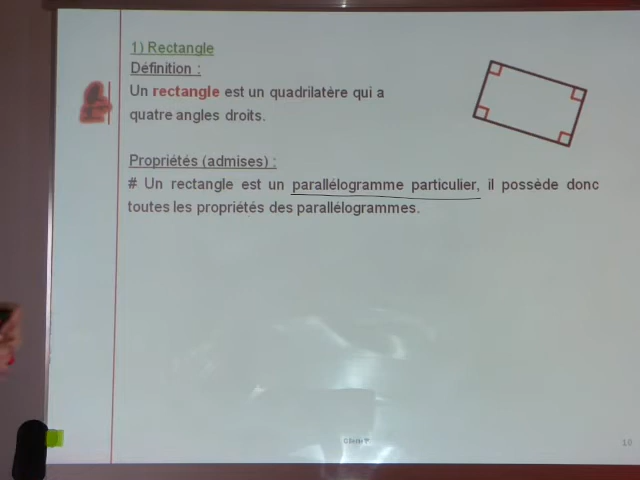 1) Rectangle
Définition :
Un rectangle est un quadrilatère qui a
quatre angles droits.
Propriétés (admises) :
# Un rectangle est un parallélogramme particulier, il possède donc
toutes les propriétés des parallélogrammes.
10